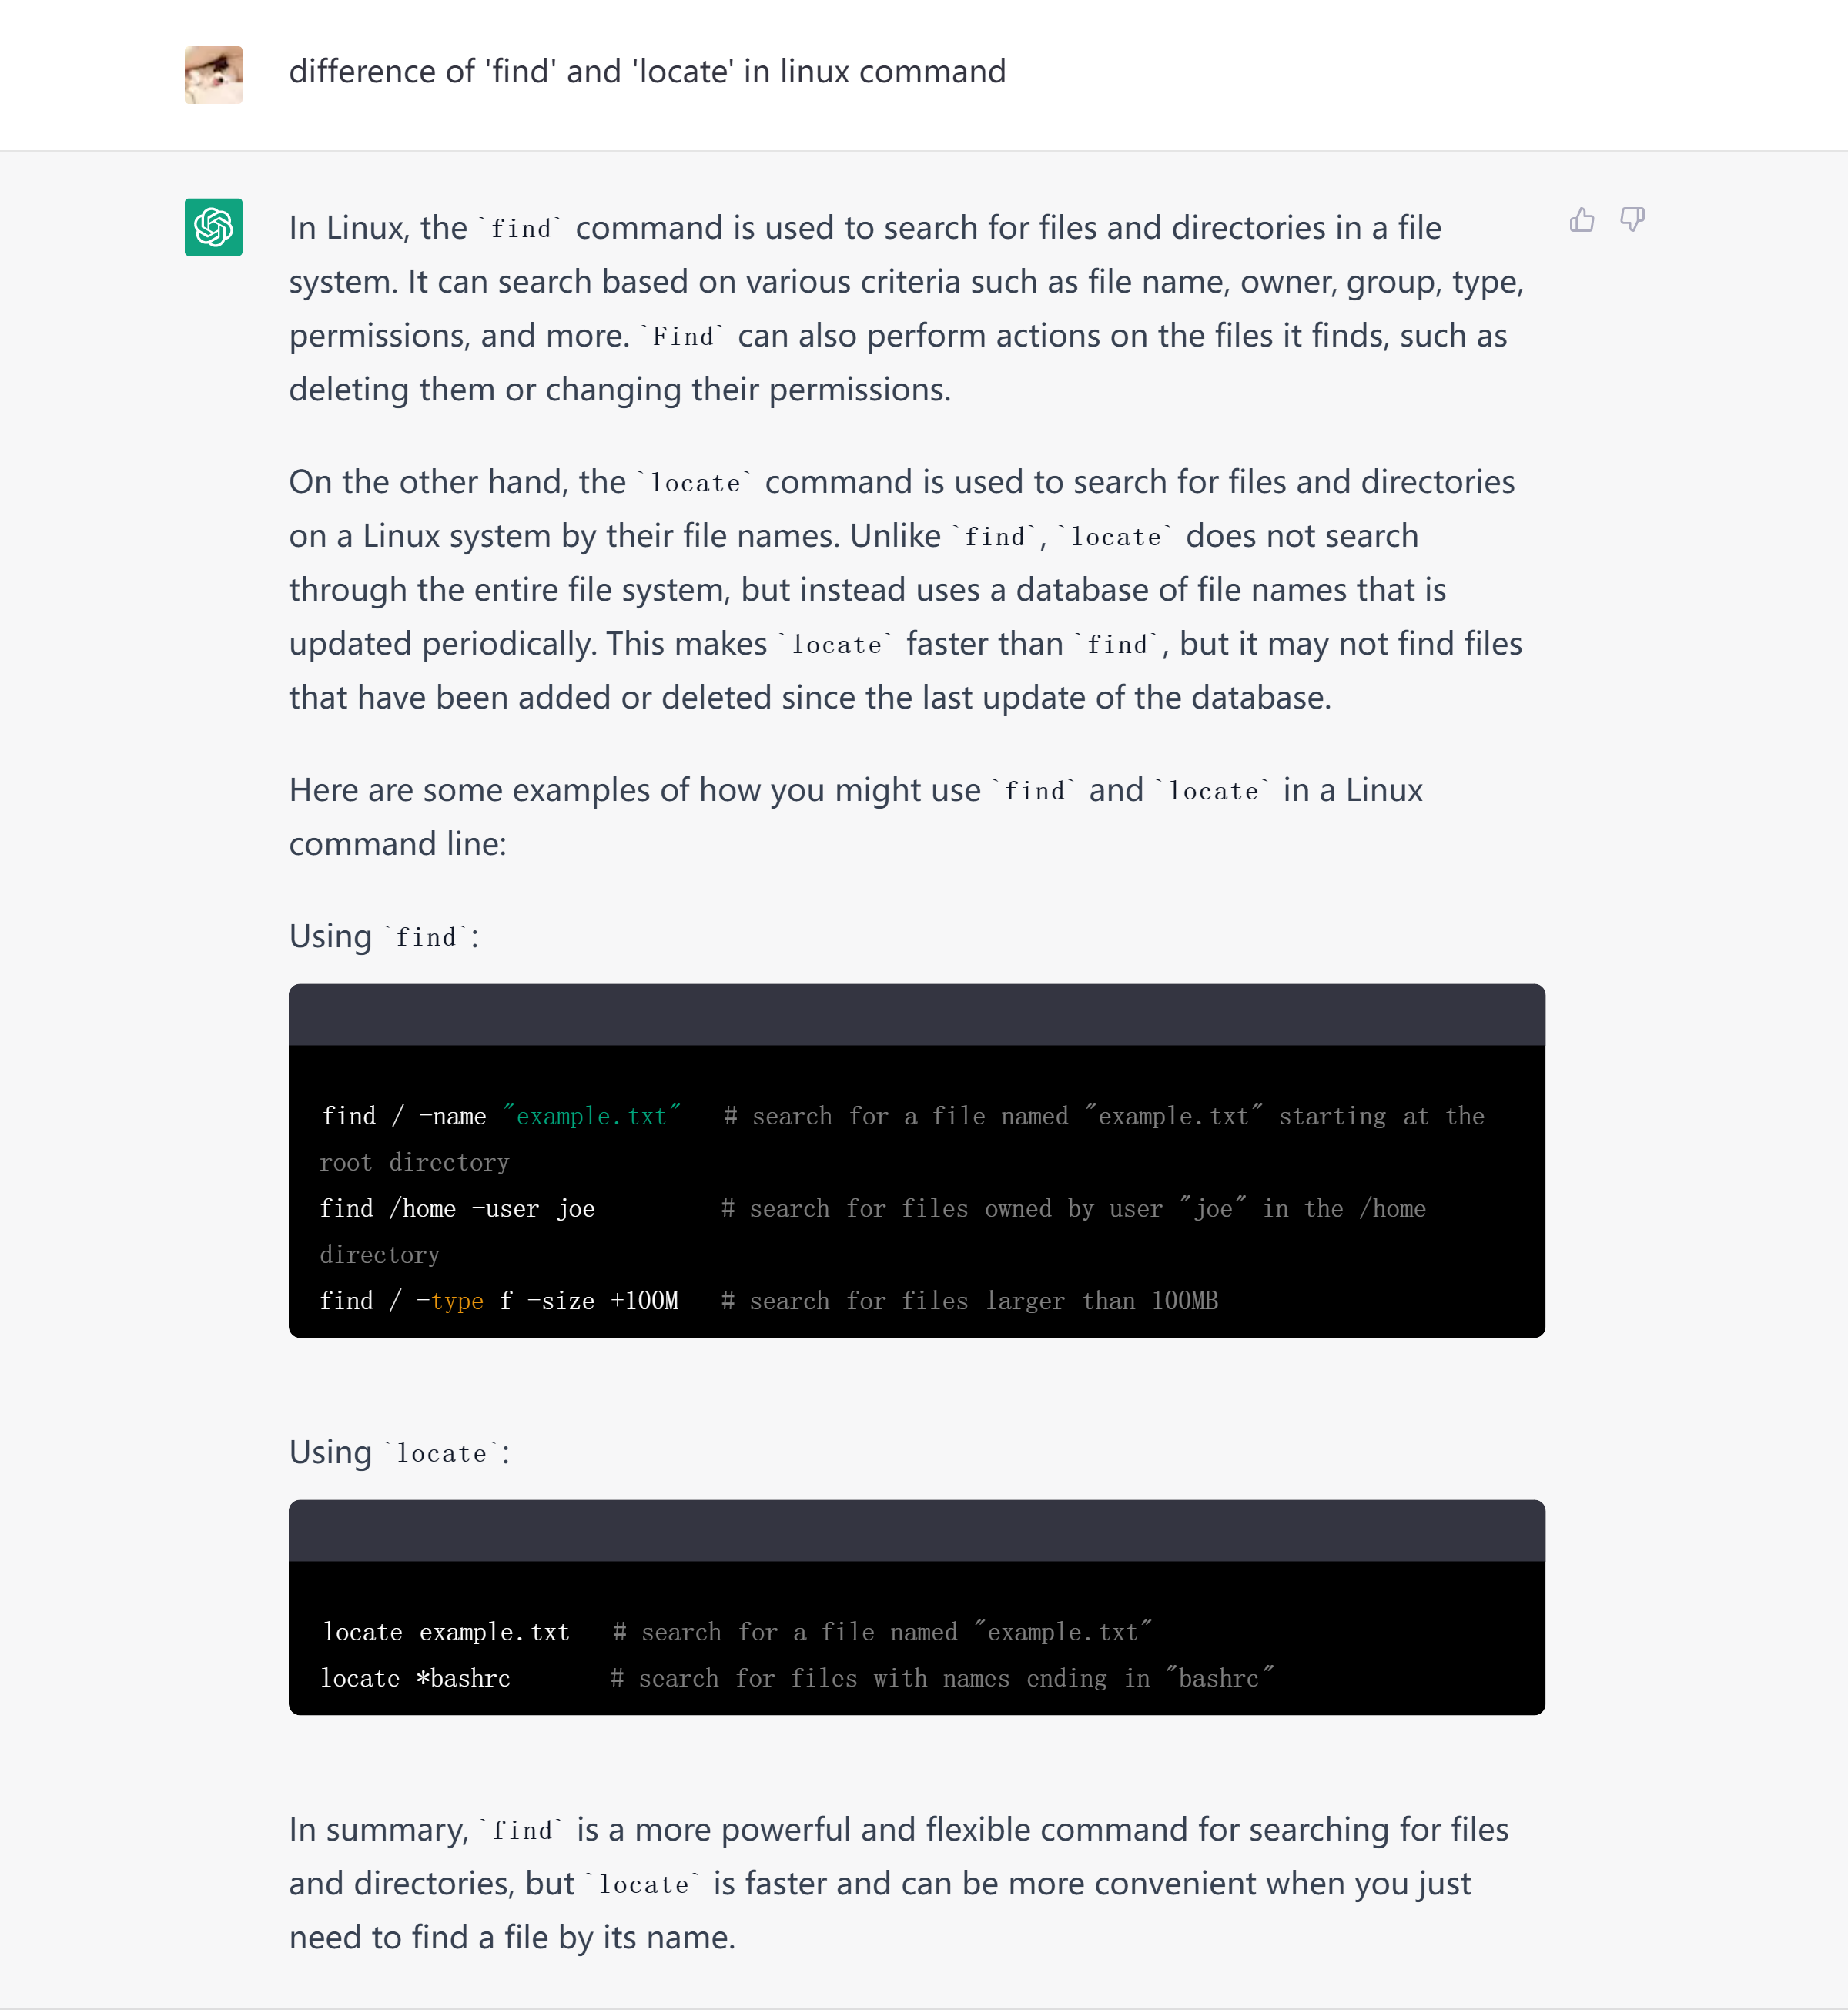 difference of 'find' and 'locate' in linux command
In Linux, the `find` command is used to search for files and directories in a file
system. It can search based on various criteria such as file name, owner, group, type,
permissions, and more. `Find` can also perform actions on the files it finds, such as
deleting them or changing their permissions.
On the other hand, the `locate` command is used to search for files and directories
on a Linux system by their file names. Unlike `find`, `locate` does not search
through the entire file system, but instead uses a database of file names that is
updated periodically. This makes `locate` faster than `find`, but it may not find files
that have been added or deleted since the last update of the database.
Here are some examples of how you might use `find` and `locate` in a Linux
command line:
Using `find`:
find / -name "example.txt"   # search for a file named "example.txt" starting at the
root directory
find /home -user joe         # search for files owned by user "joe" in the /home
directory
find / -type f -size +100M   # search for files larger than 100MB
Using `locate`:
locate example.txt   # search for a file named "example.txt"
locate *bashrc       # search for files with names ending in "bashrc"
In summary, `find` is a more powerful and flexible command for searching for files
and directories, but `locate` is faster and can be more convenient when you just
need to find a file by its name.